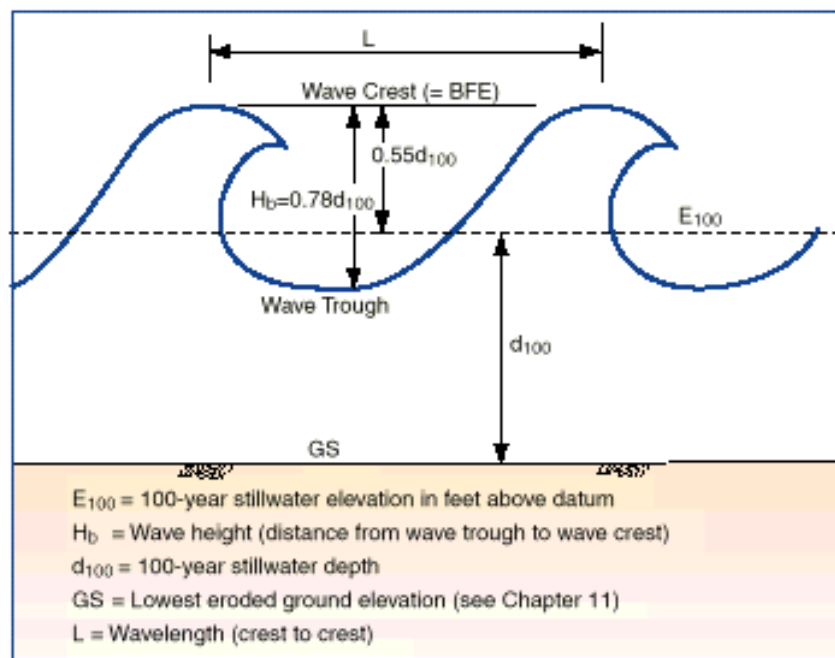 L
Wave Crest (= BFE)
0.55d100
Hb=0.78d100
E100
Wave Trough
d100
GS
E100 = 100-year stillwater elevation in feet above datum
Hb = Wave height (distance from wave trough to wave crest)
d100 = 100-year stillwater depth
GS = Lowest eroded ground elevation (see Chapter 11)
L = Wavelength (crest to crest)